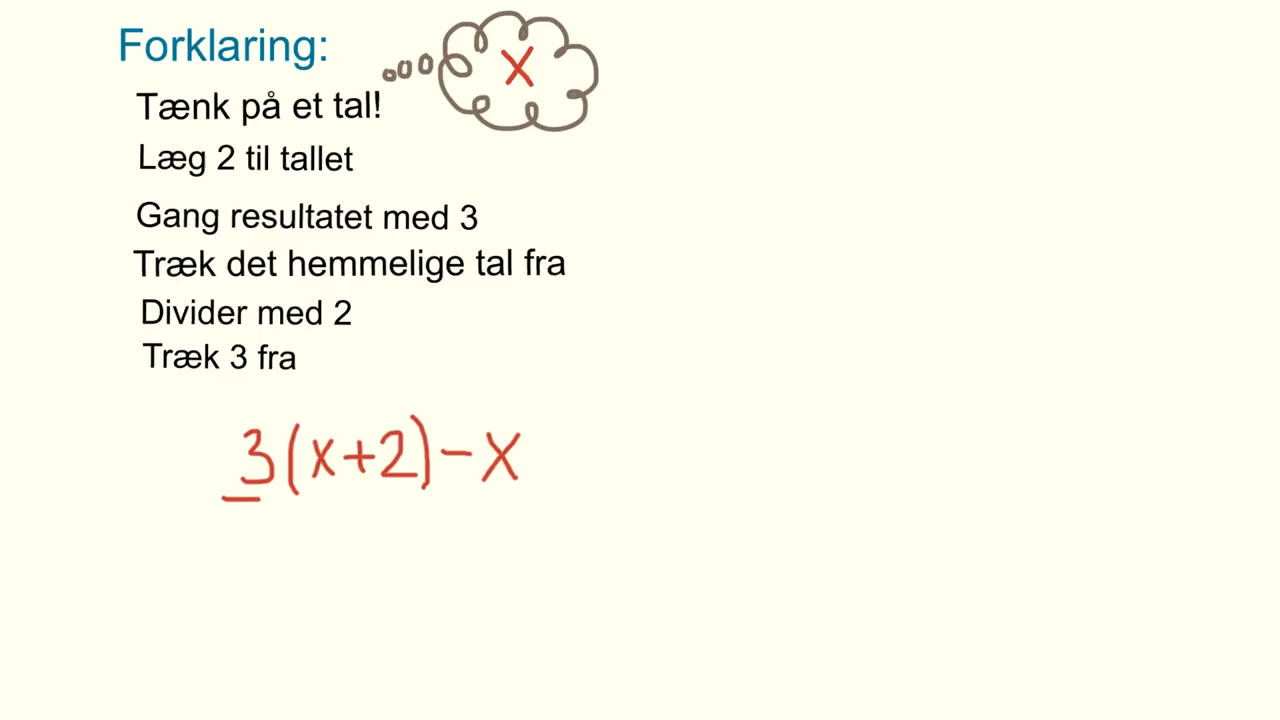 Forklaring:
X
Tænk på et tal!
Læg 2 til tallet
Gang resultatet med 3
Træk det hemmelige tal fra
Divider med 2
Træk 3 fra
3(x+2)-x